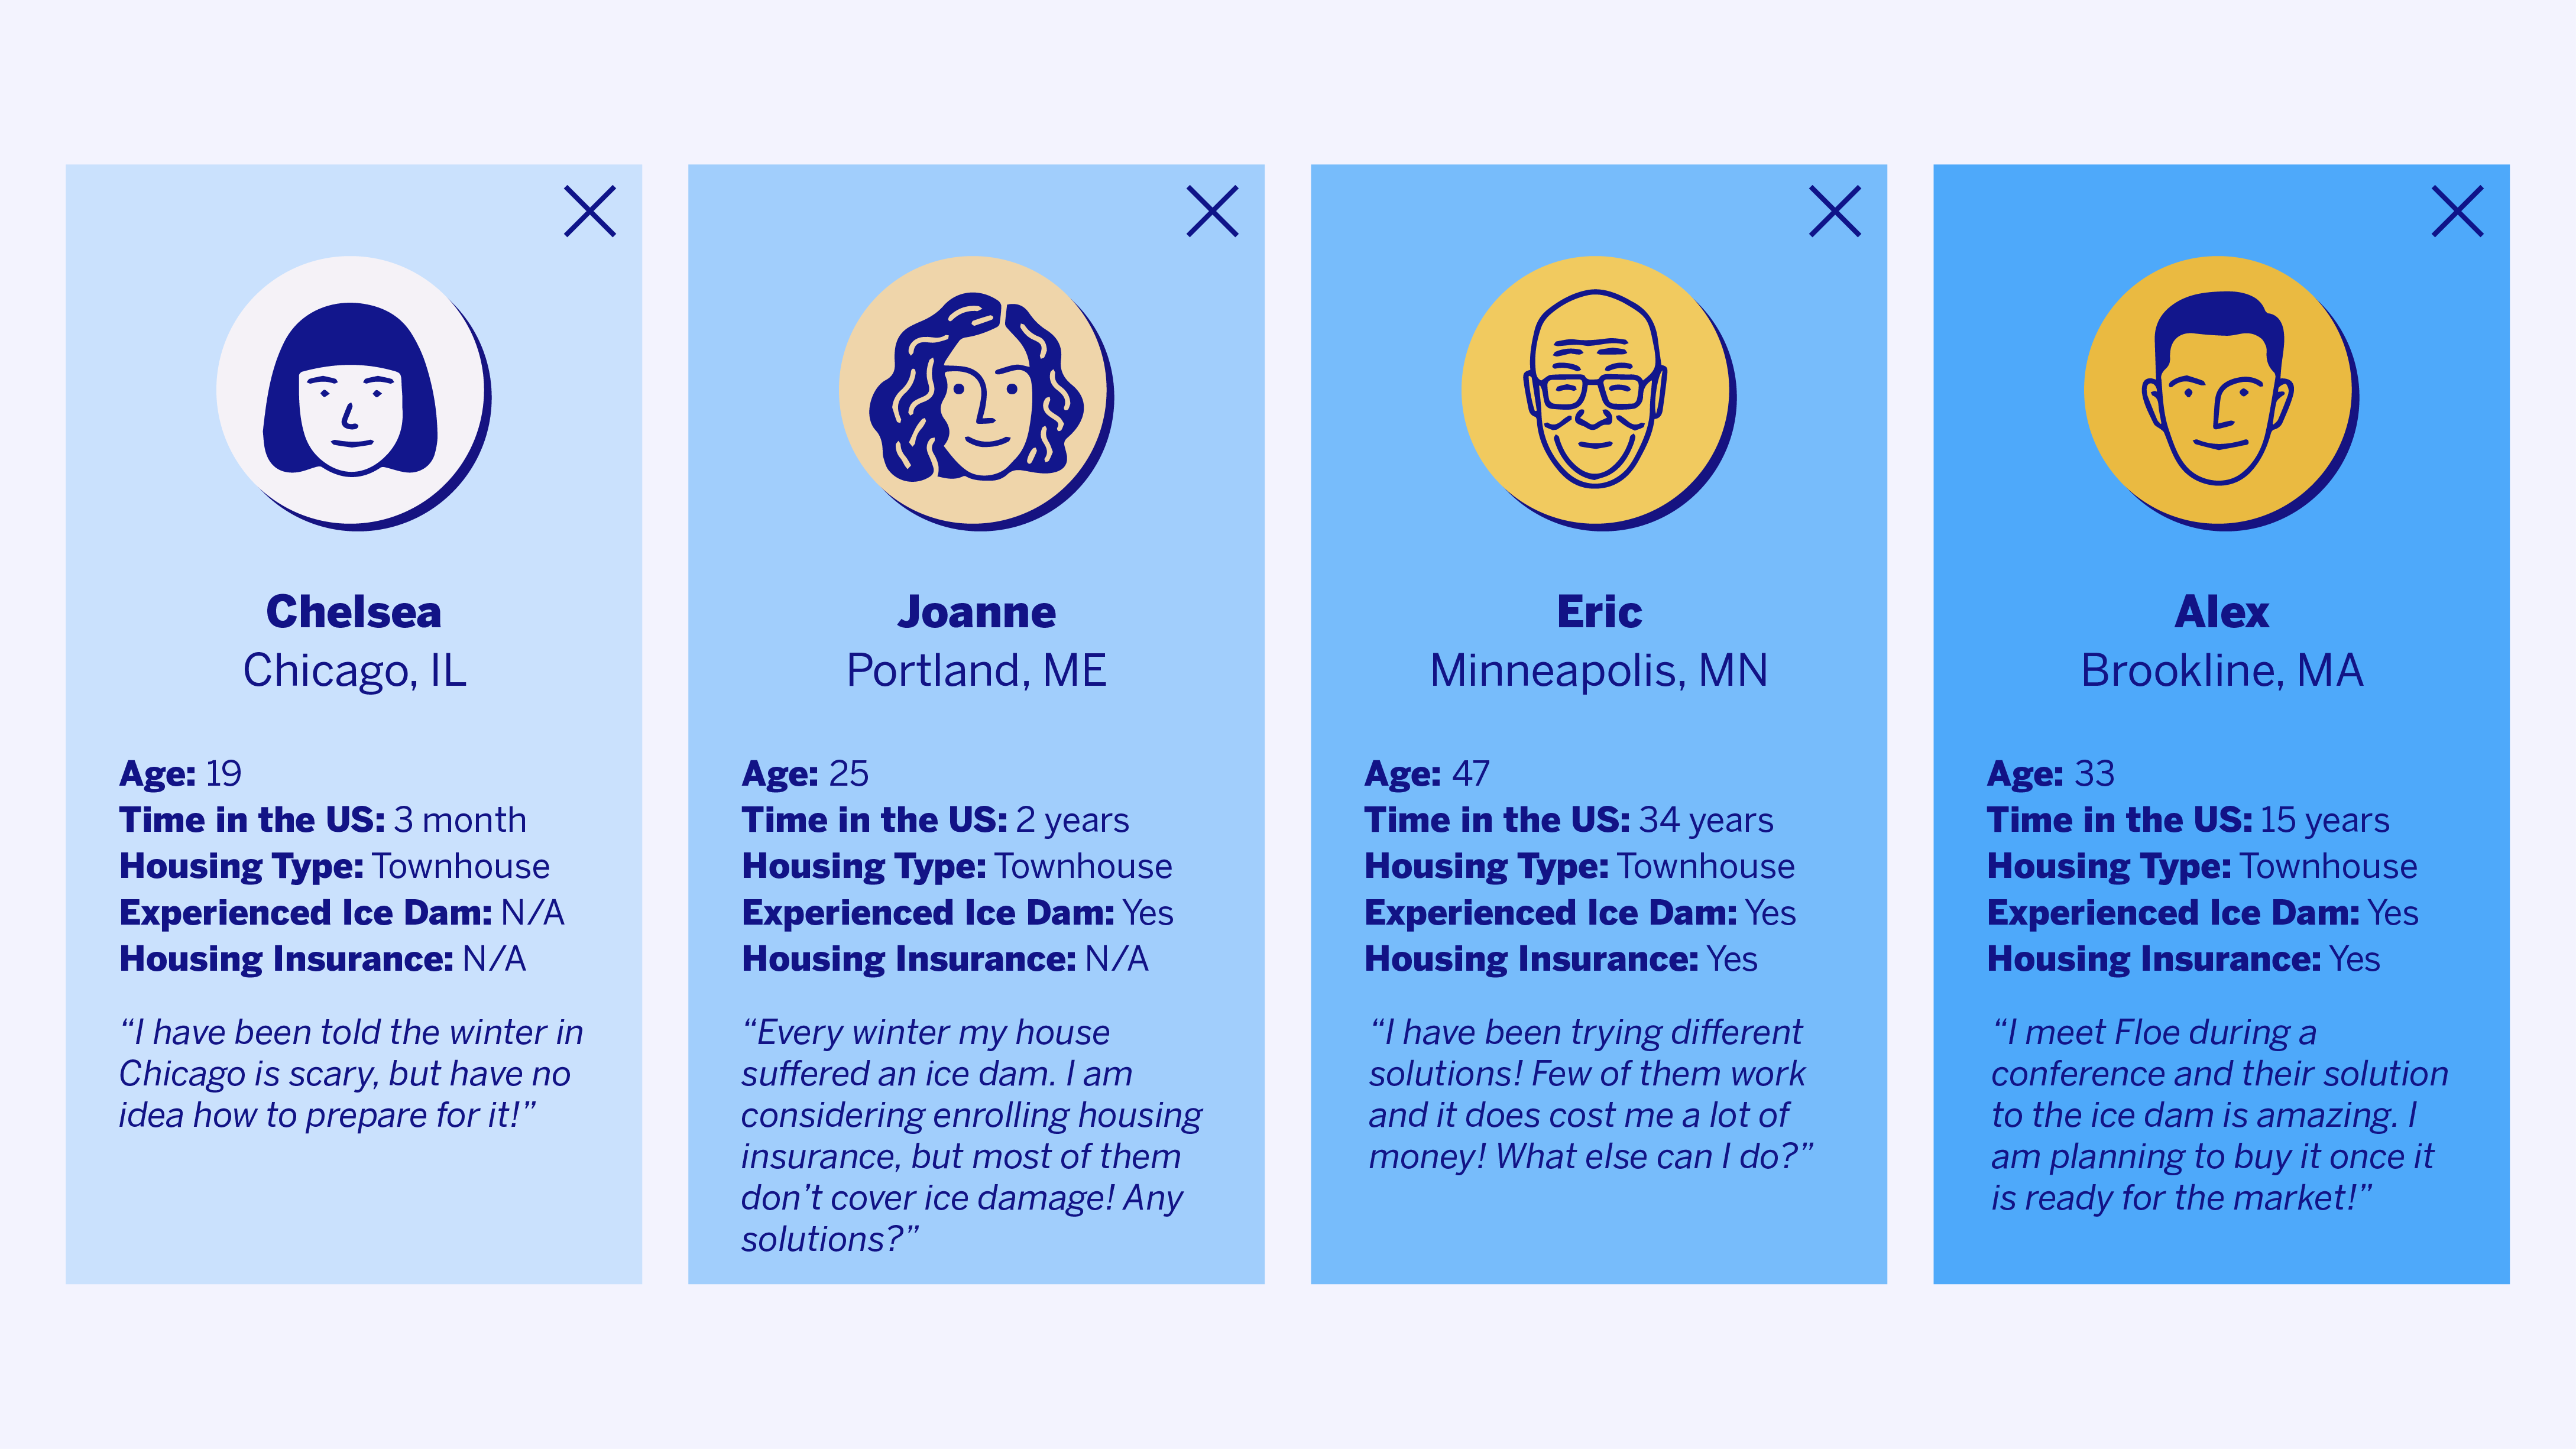 Chelsea
Chicago, IL
Age: 19
Time in the US: 3 month
Housing Type: Townhouse
Experienced Ice Dam: N/A
Housing Insurance: N/A
“I have been told the winter in
Chicago is scary, but have no
idea how to prepare for it!”
Joanne
Portland, ME
Age: 25
Time in the US: 2 years
Housing Type: Townhouse
Experienced Ice Dam: Yes
Housing Insurance: N/A
“Every winter my house
suffered an ice dam. I am
considering enrolling housing
insurance, but most of them
don’t cover ice damage! Any
solutions?”
Eric
Minneapolis, MN
Age: 47
Time in the US: 34 years
Housing Type: Townhouse
Experienced Ice Dam: Yes
Housing Insurance: Yes
“I have been trying different
solutions! Few of them work
and it does cost me a lot of
money! What else can I do?”
Alex
Brookline, MA
Age: 33
Time in the US: 15 years
Housing Type: Townhouse
Experienced Ice Dam: Yes
Housing Insurance: Yes
“I meet Floe during a
conference and their solution
to the ice dam is amazing. I
am planning to buy it once it
is ready for the market!”